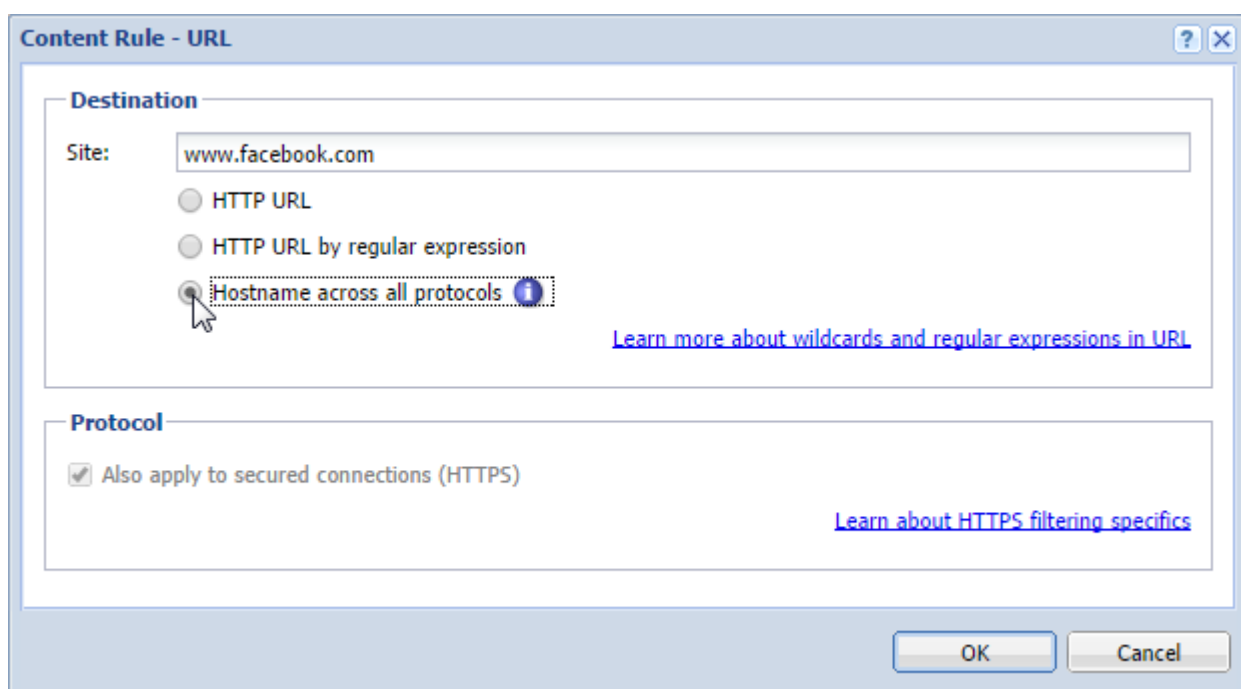 Content Rule - URL
Destination
Site: www.facebook.com
HTTP URL
HTTP URL by regular expression
Hostname across all protocols
Learn more about wildcards and regular expressions in URL
Protocol
Also apply to secured connections (HTTPS)
Learn about HTTPS filtering specifics
OK Cancel